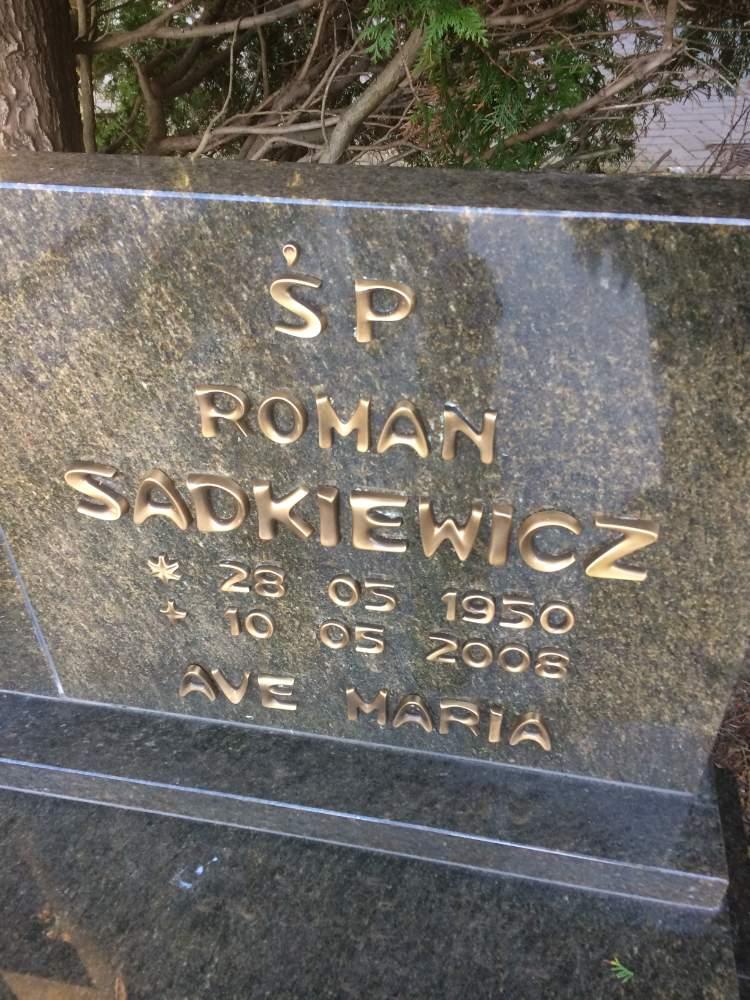 ŚP
ROMAN
SADKIEWICZ
* 28 05 1950
+ 10 05 2008
AVE MARIA